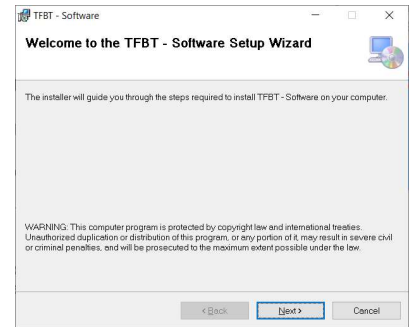 TFBT - Software
Welcome to the TFBT - Software Setup Wizard
The installer will guide you through the steps required to install TFBT - Software on your computer.
WARNING: This computer program is protected by copyright law and international treaties.
Unauthorized duplication or distribution of this program, or any portion of it, may result in severe civil
or criminal penalties, and will be prosecuted to the maximum extent possible under the law.
< Back
Next >
Cancel